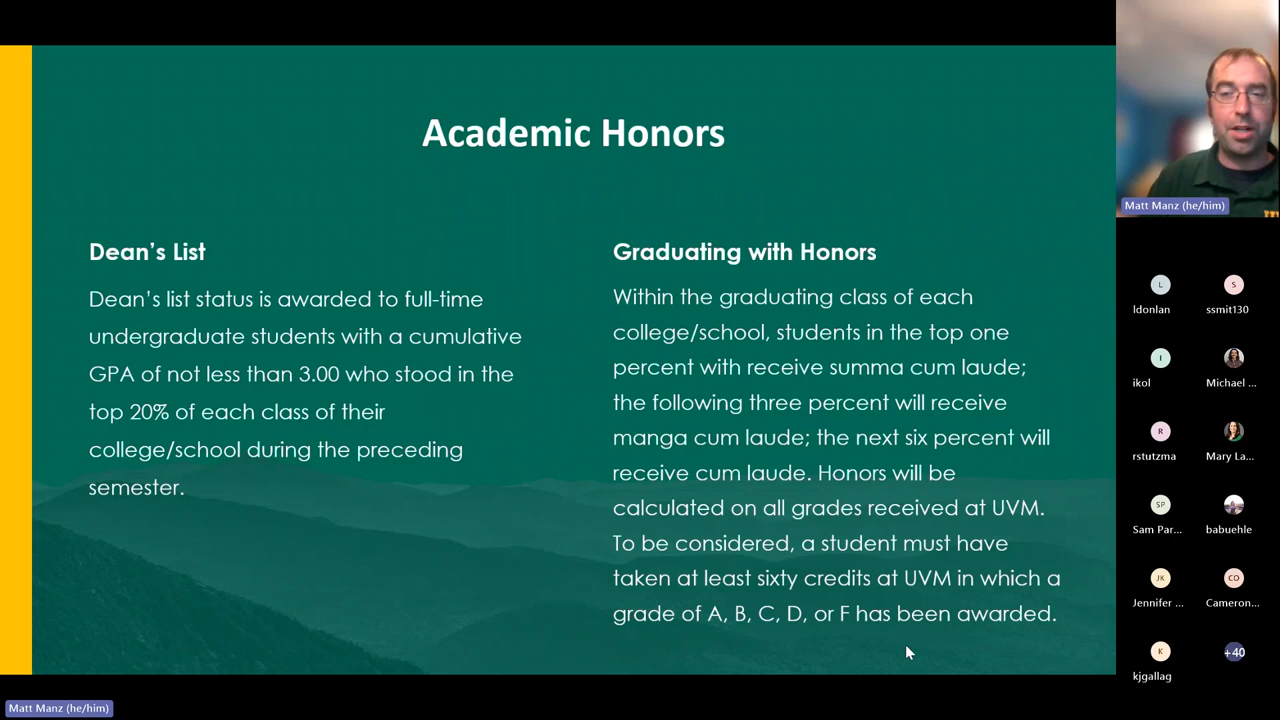 Academic Honors
Dean's List
Dean's list status is awarded to full-time
undergraduate students with a cumulative
GPA of not less than 3.00 who stood in the
top 20% of each class of their
college/school during the preceding
semester.
Graduating with Honors
Within the graduating class of each
college/school, students in the top one
percent with receive summa cum laude;
the following three percent will receive
manga cum laude; the next six percent will
receive cum laude. Honors will be
calculated on all grades received at UVM.
To be considered, a student must have
taken at least sixty credits at UVM in which a
grade of A, B, C, D, or F has been awarded.
Matt Manz (he/him)
L
S
ldonlan
ssmit130
I
ikol
Michael ...
R
rstutzma
Mary La...
SP
Sam Par...
babuehle
JK
CO
Jennifer ...
Cameron...
K
+40
kjgallag
Matt Manz (he/him)